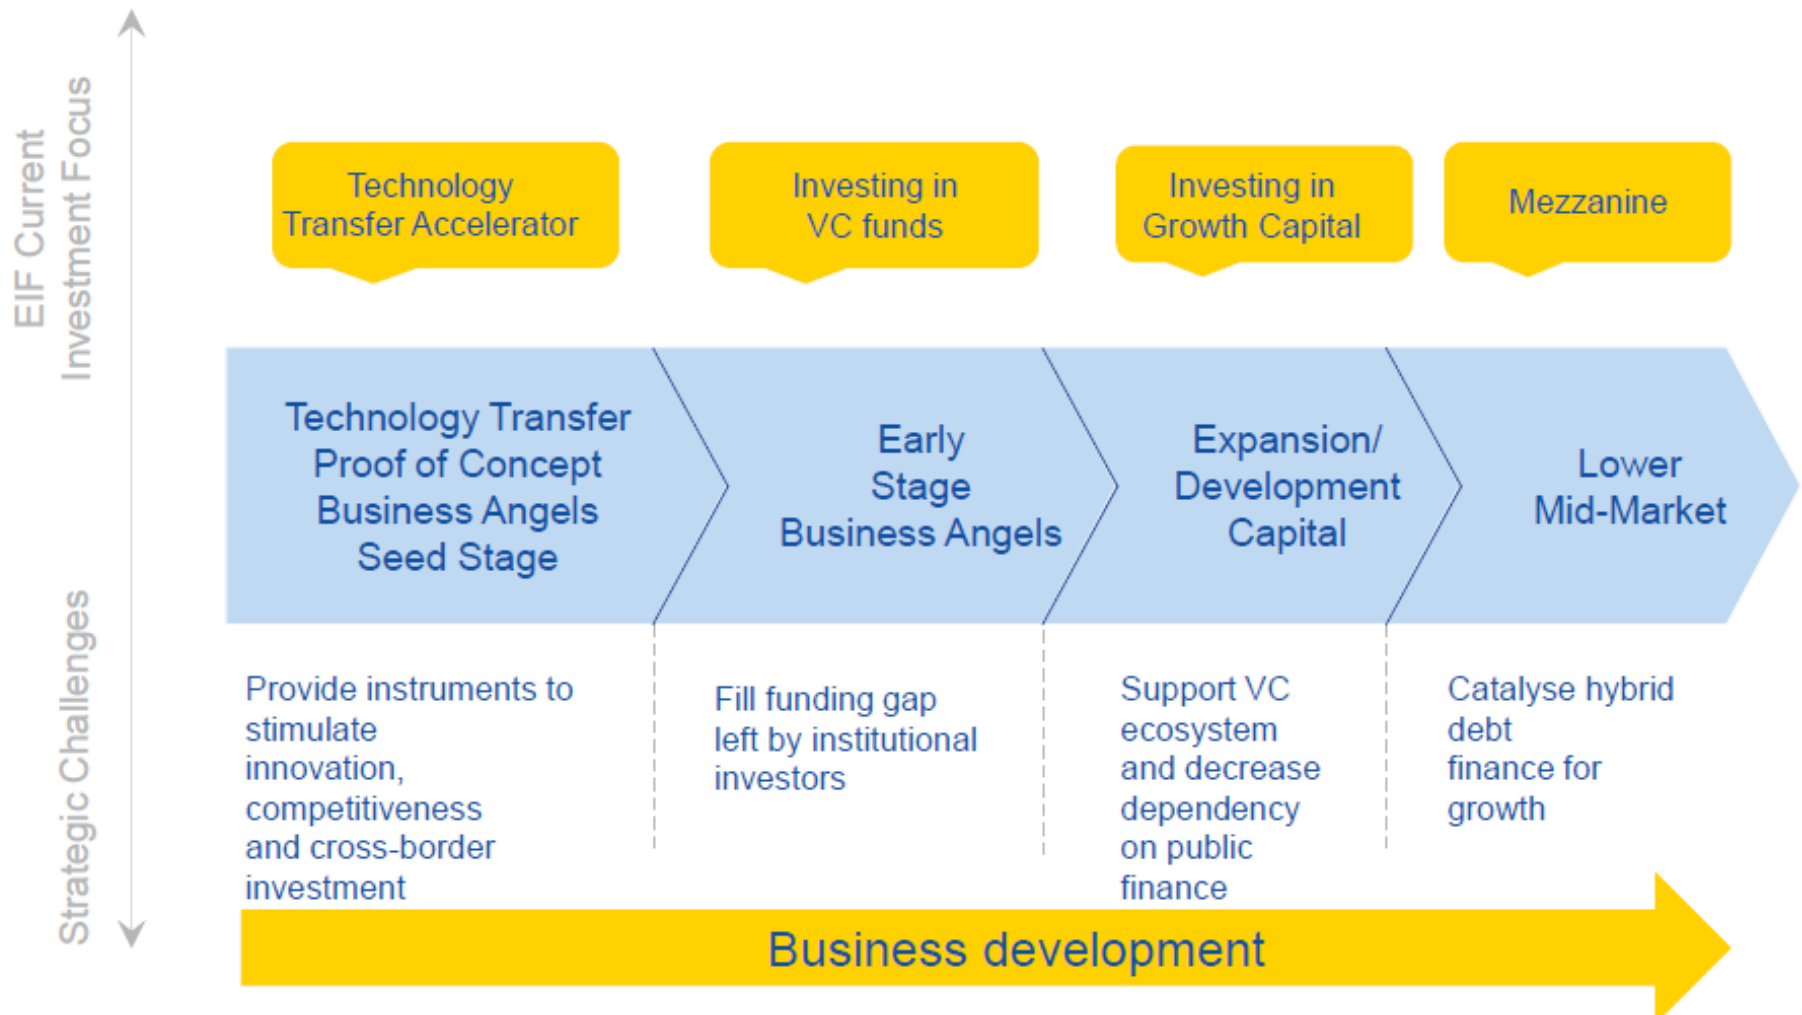 EIF Current
Investment Focus
Technology
Transfer Accelerator
Investing in
VC funds
Investing in
Growth Capital
Mezzanine
Technology Transfer
Proof of Concept
Business Angels
Seed Stage
Early
Stage
Business Angels
Expansion/
Development
Capital
Lower
Mid-Market
Strategic Challenges
Provide instruments to
stimulate
innovation,
competitiveness
and cross-border
investment
Fill funding gap
left by institutional
investors
Support VC
ecosystem
and decrease
dependency
on public
finance
Catalyse hybrid
debt
finance for
growth
Business development